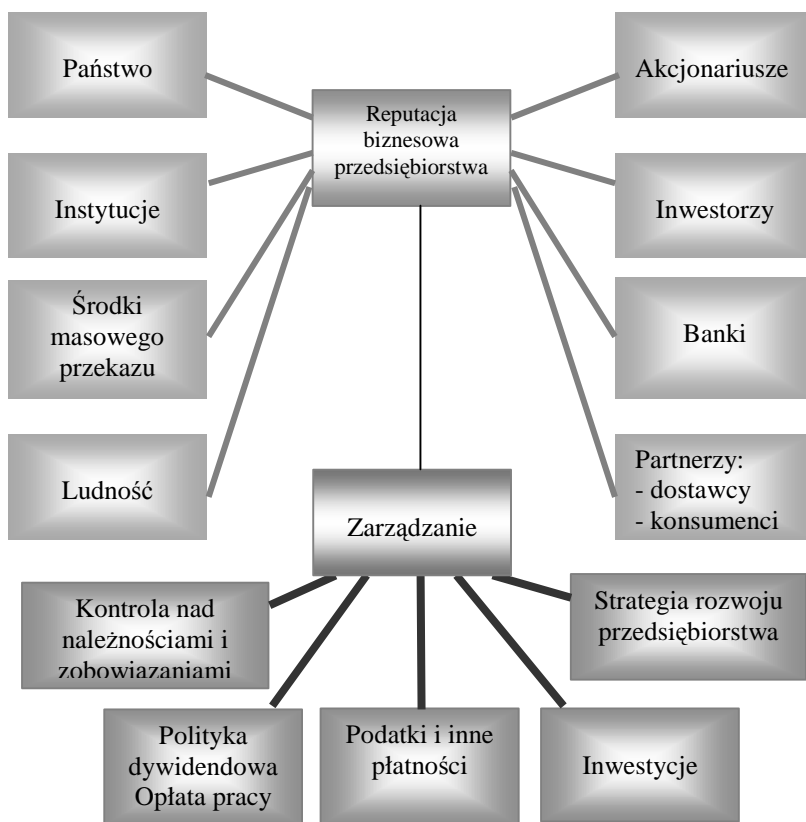 Państwo
Akcjonariusze
Reputacja
biznesowa
przedsiębiorstwa
Instytucje
Inwestorzy
Środki
masowego
przekazu
Banki
Ludność
Partnerzy:
- dostawcy
- konsumenci
Zarządzanie
Kontrola nad
należnościami i
zobowiazaniami
Strategia rozwoju
przedsiębiorstwa
Polityka
dywidendowa
Opłata pracy
Podatki i inne
płatności
Inwestycje